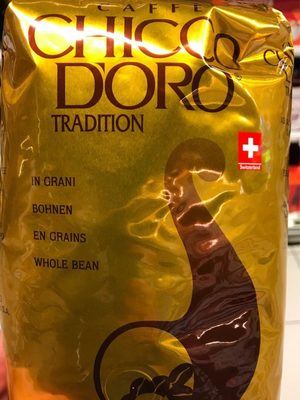 CAFFÈ
CHICCO
D'ORO
TRADITION
Switzerland
IN GRANI
BOHNEN
EN GRAINS
WHOLE BEAN